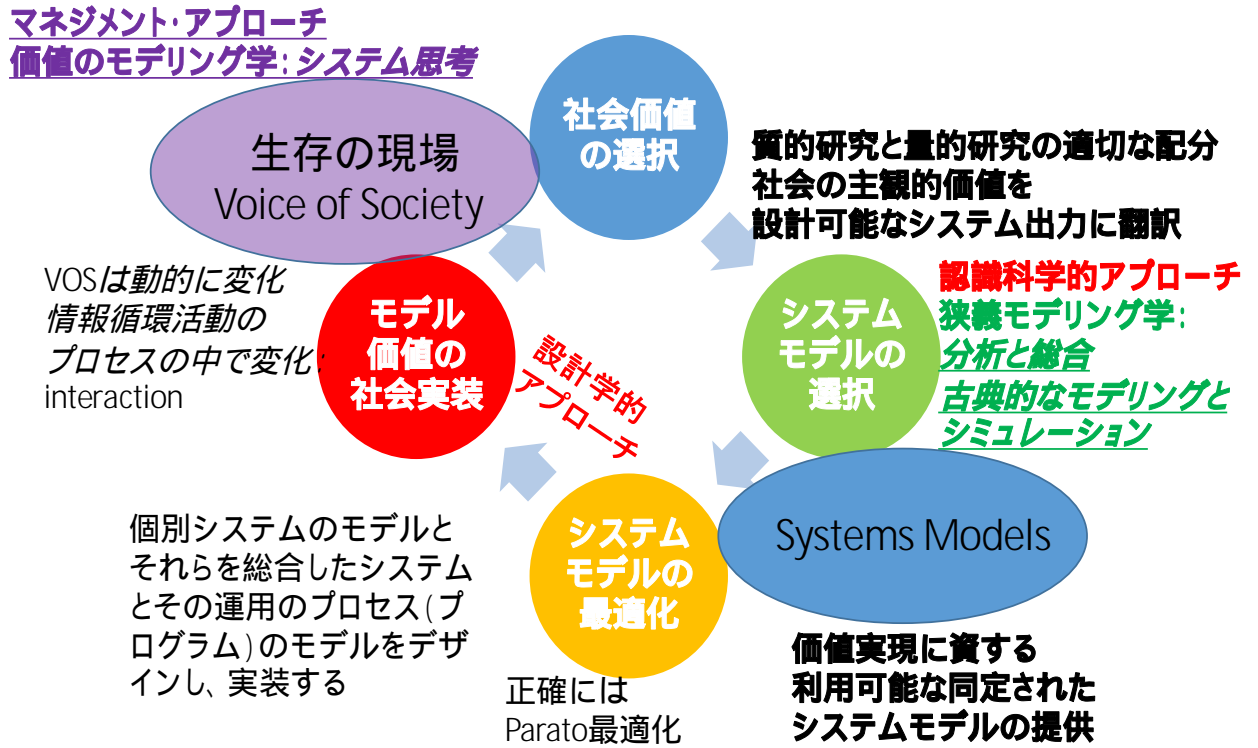 マネジメント・アプローチ
価値のモデリング学:システム思考
生存の現場
Voice of Society
社会価値
の選択
質的研究と量的研究の適切な配分
社会の主観的価値を
設計可能なシステム出力に翻訳
VOSは動的に変化
情報循環活動の
プロセスの中で変化:
interaction
モデル
価値の
社会実装
設計学的
アプローチ
システム
モデルの
選択
認識科学的アプローチ
狭義モデリング学:
分析と総合
古典的なモデリングと
シミュレーション
個別システムのモデルと
それらを総合したシステム
とその運用のプロセス(プ
ログラム)のモデルをデザ
インし、実装する
システム
モデルの
最適化
Systems Models
正確には
Parato最適化
価値実現に資する
利用可能な同定された
システムモデルの提供